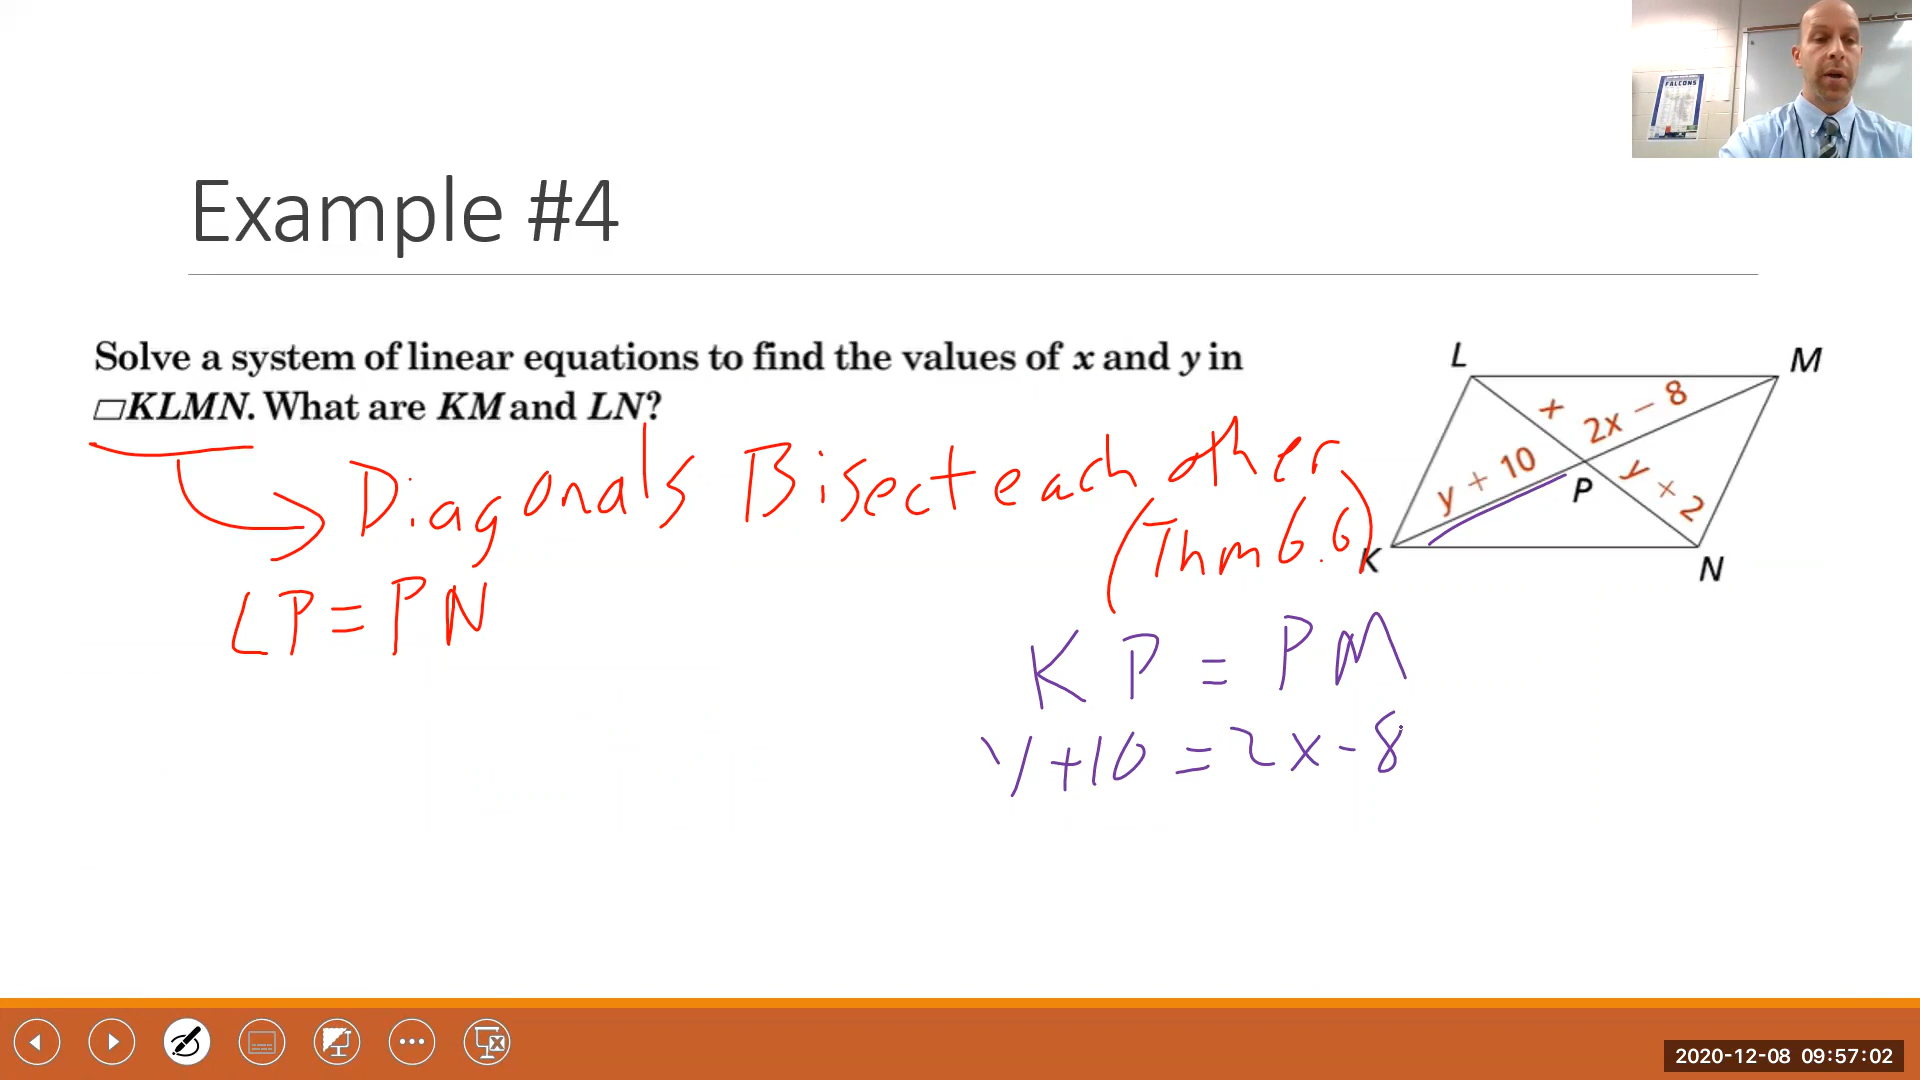 FALCONS
Example #4
Solve a system of linear equations to find the values of x and y in
▱KLMN. What are KM and LN?
L
M
x
2x − 8
y + 10
P
y + 2
K
N
Diagonals Bisect each other
(Thm 6.6)
LP = PN
KP = PM
y + 10 = 2x - 8
2020-12-08 09:57:02